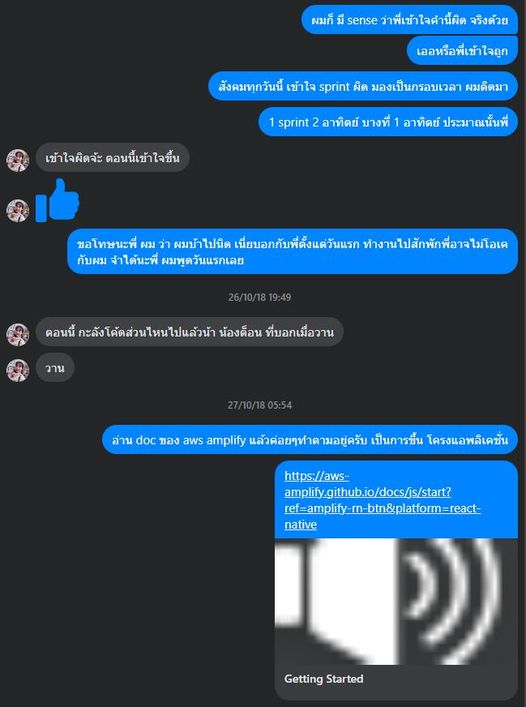 ผมก็ มี sense ว่าพี่เข้าใจคำนี้ผิด จริงด้วย
เออหรือพี่เข้าใจถูก
สังคมทุกวันนี้ เข้าใจ sprint ผิด มองเป็นกรอบเวลา ผมติดมา
1 sprint 2 อาทิตย์ บางที่ 1 อาทิตย์ ประมาณนั้นพี่
เข้าใจผิดจ้ะ ตอนนี้เข้าใจขึ้น
ขอโทษนะพี่ ผม ว่า ผมบ้าไปนิด เนี่ยบอกกับพี่ตั้งแต่วันแรก ทำงานไปสักพักพี่อาจไม่โอเค
กับผม จำได้นะพี่ ผมพูดวันแรกเลย
26/10/18 19:49
ตอนนี้ กะลังโค้ดส่วนไหนไปแล้วน้า น้องต็อน ที่บอกเมื่อวาน
วาน
27/10/18 05:54
อ่าน doc ของ aws amplify แล้วค่อยๆทำตามอยู่ครับ เป็นการขึ้น โครงแอพลิเคชั่น
https://aws-
amplify.github.io/docs/js/start?
ref=amplify-rn-btn&platform=react-
native
Getting Started